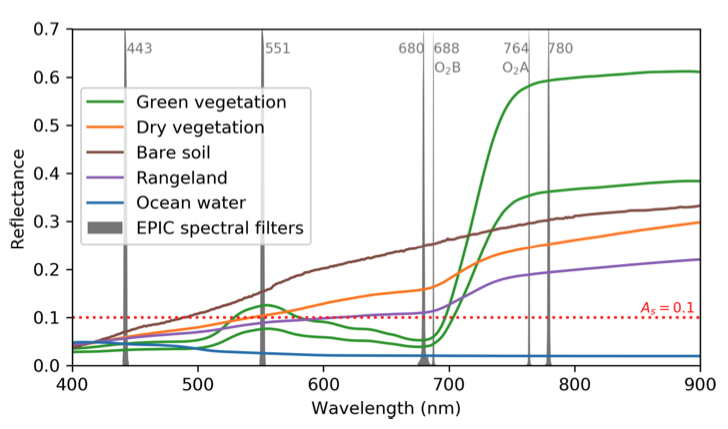 0.7
0.6
0.5
0.4
0.3
0.2
0.1
0.0
Reflectance
443
551
680
688
O₂B
764
O₂A
780
Green vegetation
Dry vegetation
Bare soil
Rangeland
Ocean water
EPIC spectral filters
Aₛ = 0.1
400
500
600
700
800
900
Wavelength (nm)